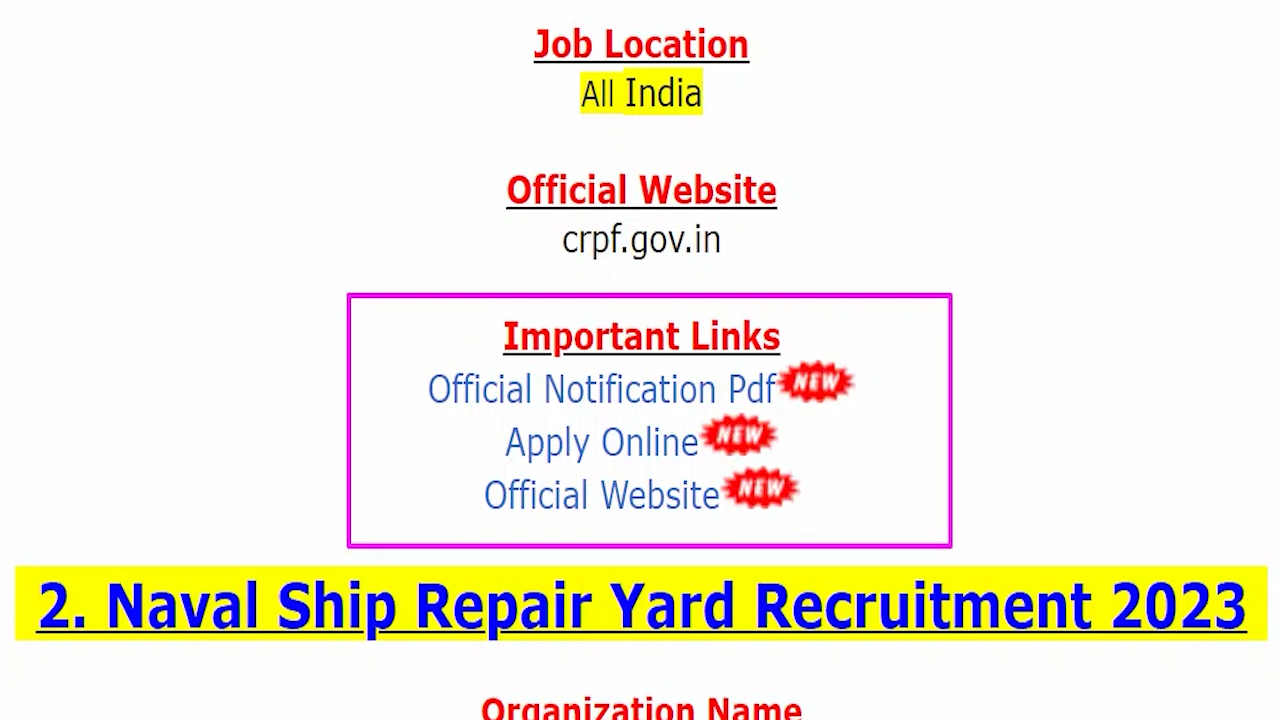 Job Location
All India
Official Website
crpf.gov.in
Important Links
Official Notification Pdf NEW
Apply Online NEW
Official Website NEW
2. Naval Ship Repair Yard Recruitment 2023
Organization Name